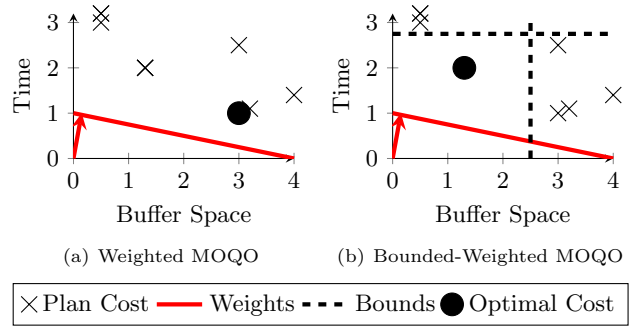 3
2
1
0
Time
0 1 2 3 4
Buffer Space
(a) Weighted MOQO
3
2
1
0
Time
0 1 2 3 4
Buffer Space
(b) Bounded-Weighted MOQO
Plan Cost Weights Bounds Optimal Cost